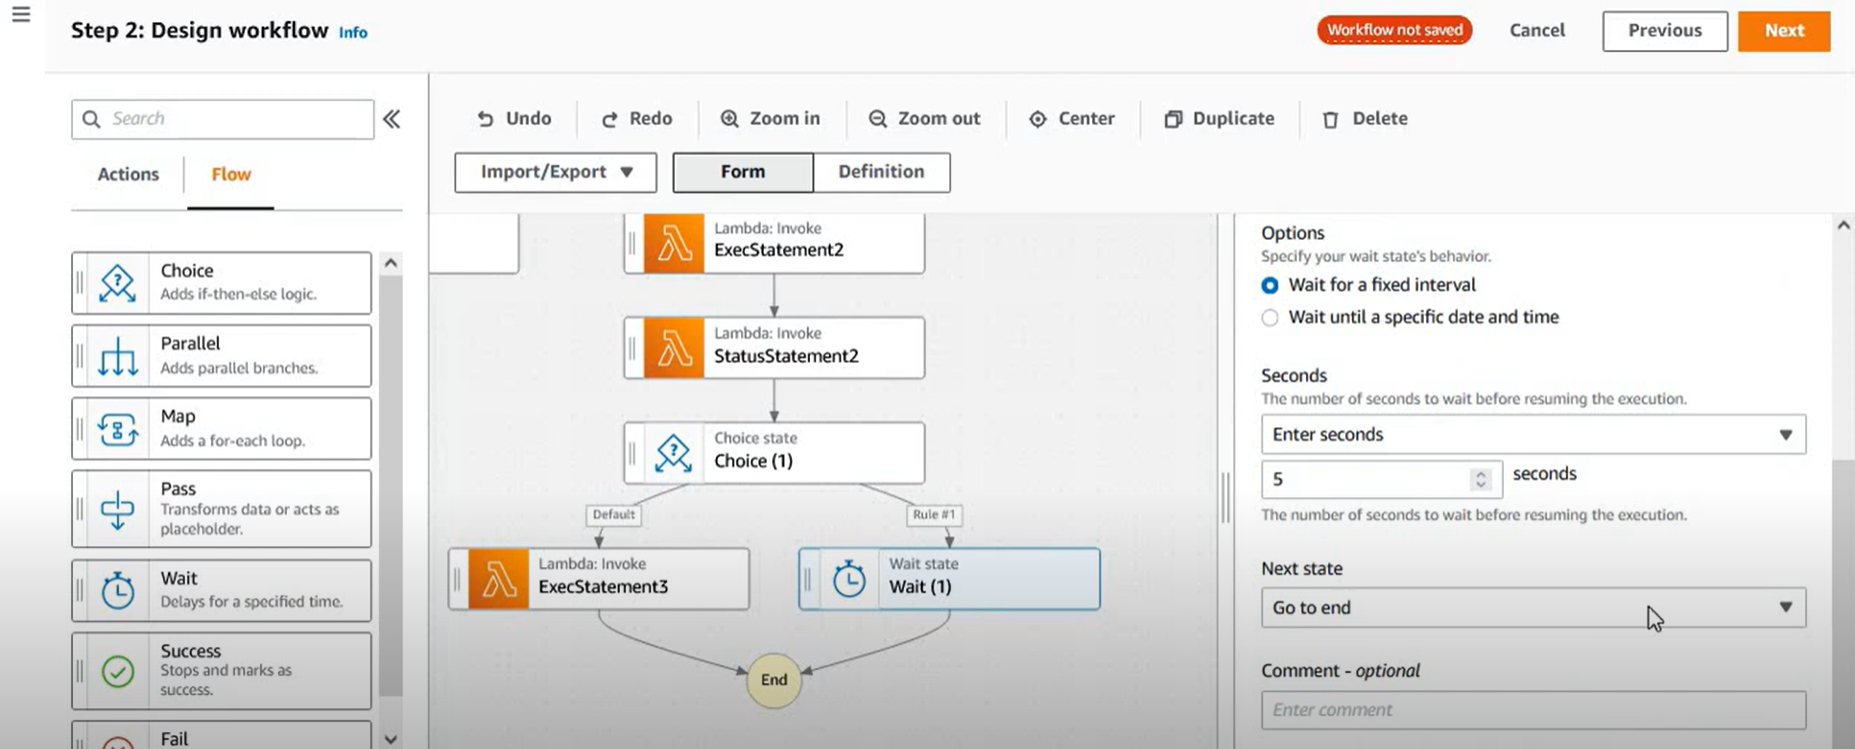 Step 2: Design workflow Info
Workflow not saved
Cancel
Previous
Next
Search
Actions
Flow
Choice
Adds if-then-else logic.
Parallel
Adds parallel branches.
Map
Adds a for-each loop.
Pass
Transforms data or acts as
placeholder.
Wait
Delays for a specified time.
Success
Stops and marks as
success.
Fail
Undo
Redo
Zoom in
Zoom out
Center
Duplicate
Delete
Import/Export
Form
Definition
Lambda: Invoke
ExecStatement2
Lambda: Invoke
StatusStatement2
Choice state
Choice (1)
Default
Rule #1
Lambda: Invoke
ExecStatement3
Wait state
Wait (1)
End
Options
Specify your wait state's behavior.
Wait for a fixed interval
Wait until a specific date and time
Seconds
The number of seconds to wait before resuming the execution.
Enter seconds
5
seconds
The number of seconds to wait before resuming the execution.
Next state
Go to end
Comment - optional
Enter comment